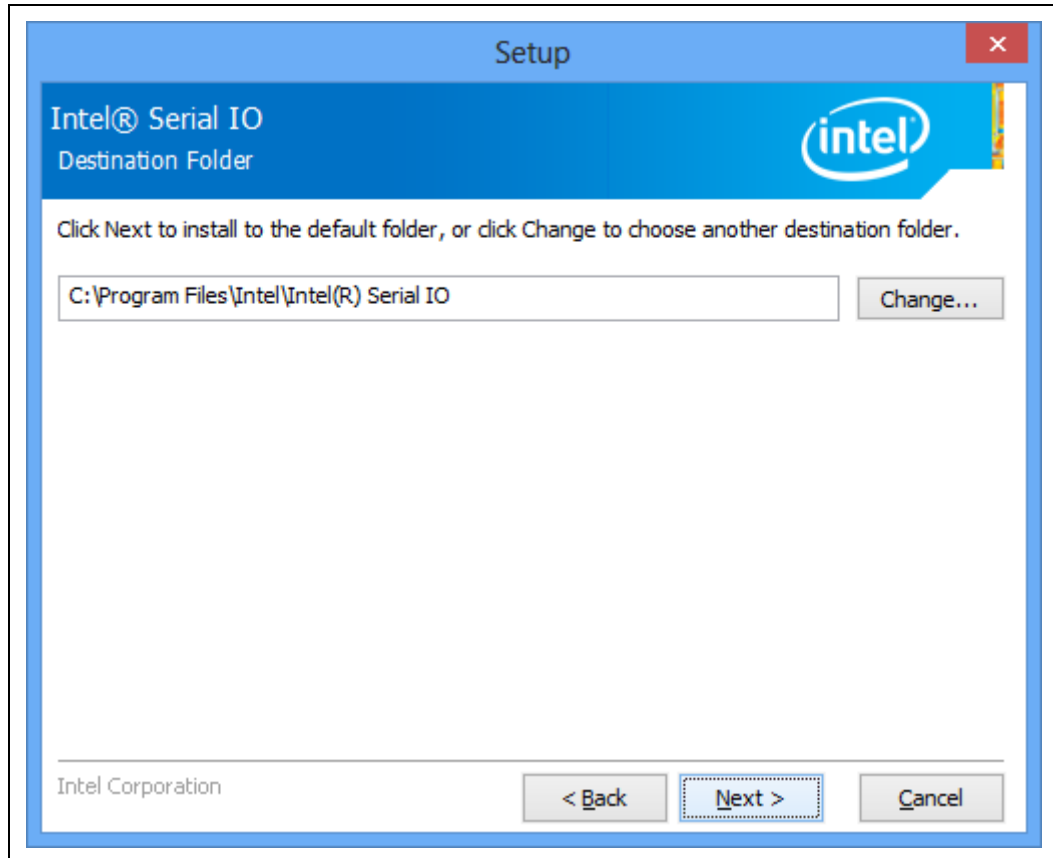 Setup
Intel® Serial IO
Destination Folder
intel
Click Next to install to the default folder, or click Change to choose another destination folder.
C:\Program Files\Intel\Intel(R) Serial IO
Change...
Intel Corporation
< Back
Next >
Cancel